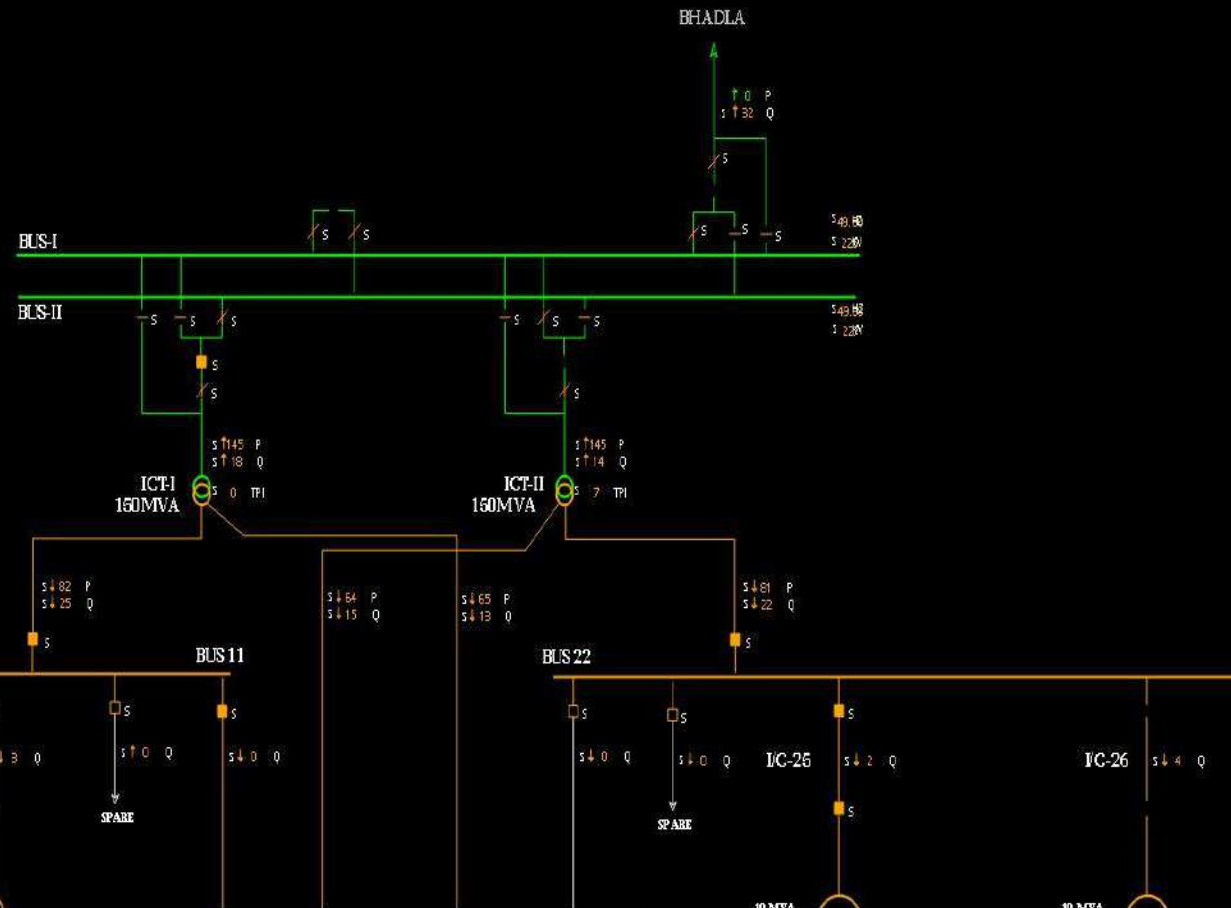 BHADLA
↑ 0 P
S ↑ 32 Q
S
S S S
S S
BUS-I
BUS-II
S S S
S S S
S
S
S
S ↑ 145 P
S ↑ 18 Q
ICT-I
150MVA
S 0 TPI
S ↑ 145 P
S ↑ 14 Q
ICT-II
150MVA
S 7 TPI
S ↓ 82 P
S ↓ 25 Q
S ↓ 64 P
S ↓ 15 Q
S ↓ 65 P
S ↓ 13 Q
S ↓ 81 P
S ↓ 22 Q
S
S
BUS 11
BUS 22
S S
S S S
↓ 3 Q
S ↑ 0 Q
S ↓ 0 Q
S ↓ 0 Q
S ↓ 0 Q
I/C-25
S ↓ 2 Q
I/C-26
S ↓ 4 Q
SPARE
SPARE
S